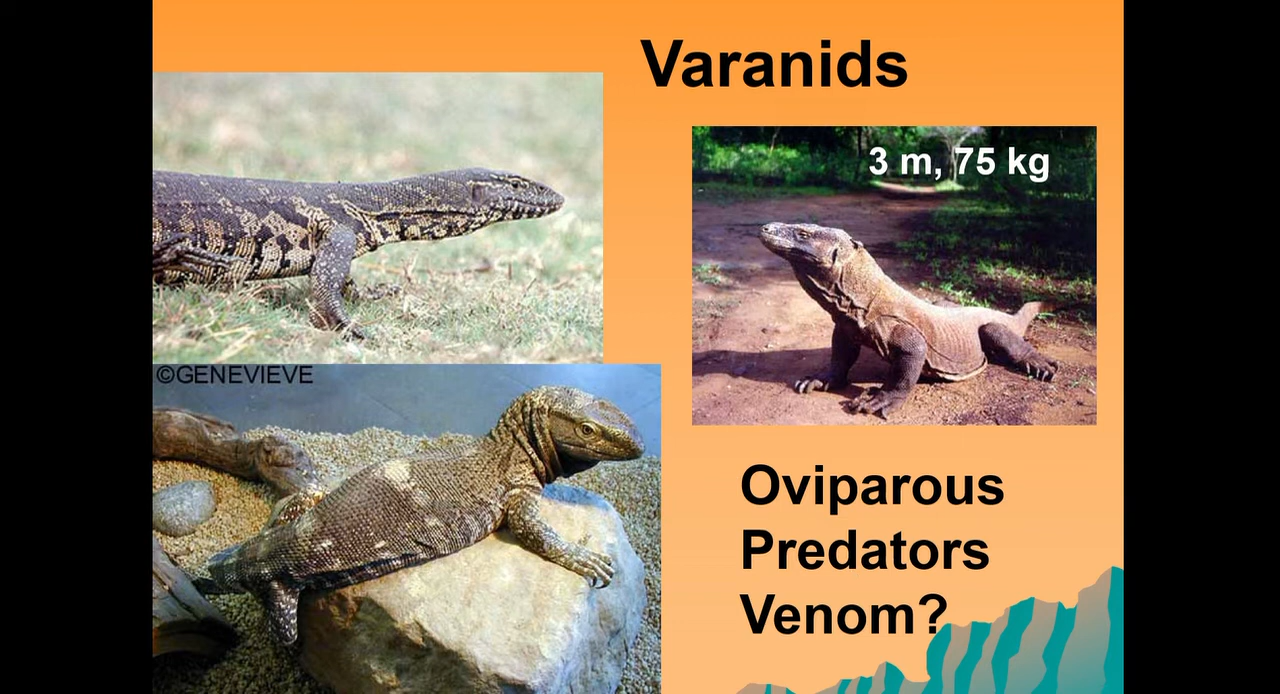 Varanids
3 m, 75 kg
©GENEVIEVE
Oviparous
Predators
Venom?